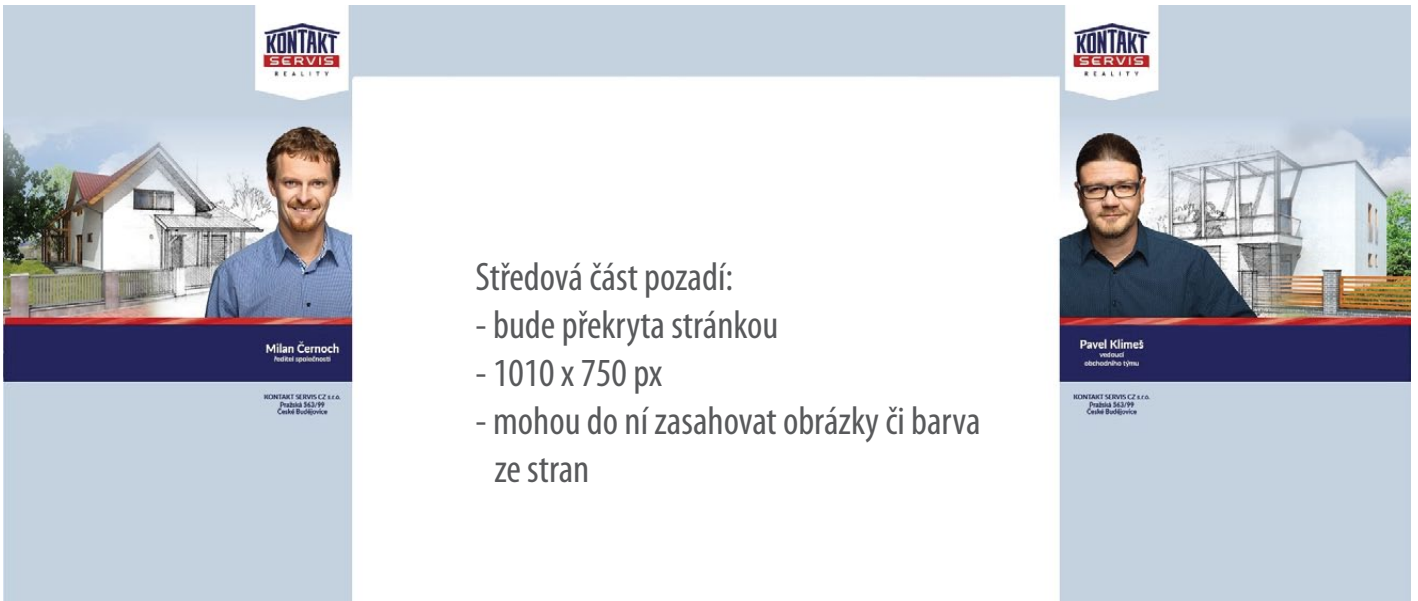 KONTAKT
SERVIS
REALITY
Milan Černoch
ředitel společnosti
KONTAKT SERVIS CZ s.r.o.
Pražská 563/99
České Budějovice
Středová část pozadí:
- bude překryta stránkou
- 1010 x 750 px
- mohou do ní zasahovat obrázky či barva
ze stran
KONTAKT
SERVIS
REALITY
Pavel Klimeš
vedoucí
obchodního týmu
KONTAKT SERVIS CZ s.r.o.
Pražská 563/99
České Budějovice